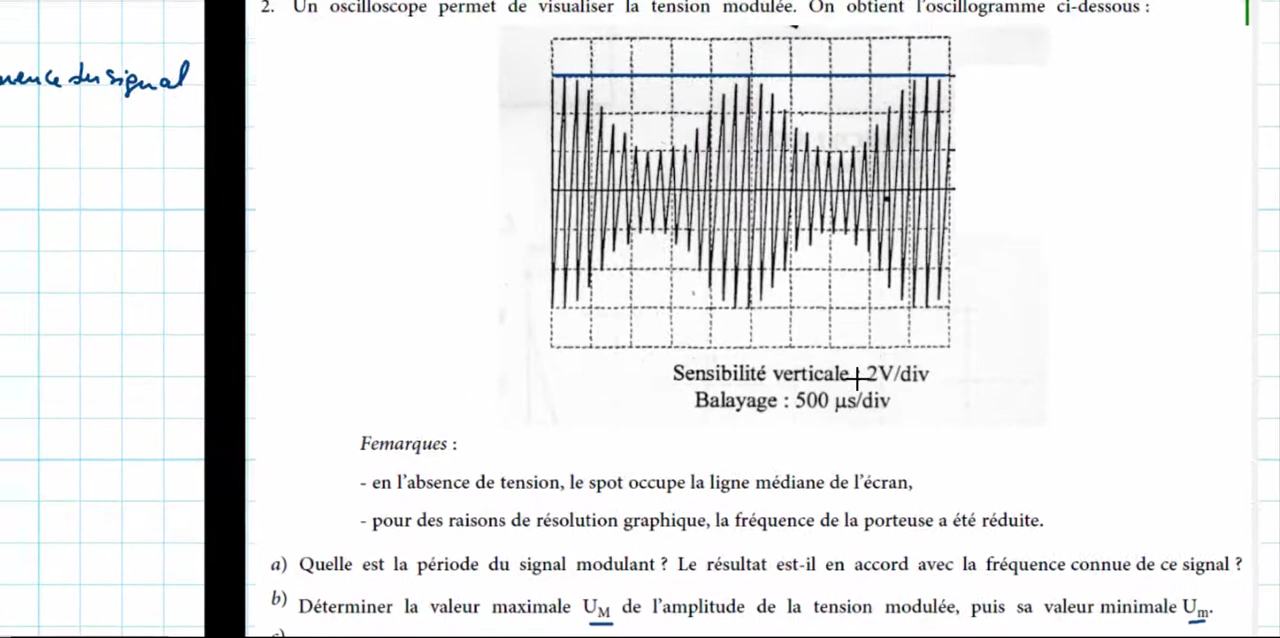 2. Un oscilloscope permet de visualiser la tension modulée. On obtient l'oscillogramme ci-dessous :
du signal
Sensibilité verticale 2V/div
Balayage : 500 µs/div
Femarques :
- en l'absence de tension, le spot occupe la ligne médiane de l'écran,
- pour des raisons de résolution graphique, la fréquence de la porteuse a été réduite.
a) Quelle est la période du signal modulant ? Le résultat est-il en accord avec la fréquence connue de ce signal ?
b) Déterminer la valeur maximale U_M de l'amplitude de la tension modulée, puis sa valeur minimale U_m.